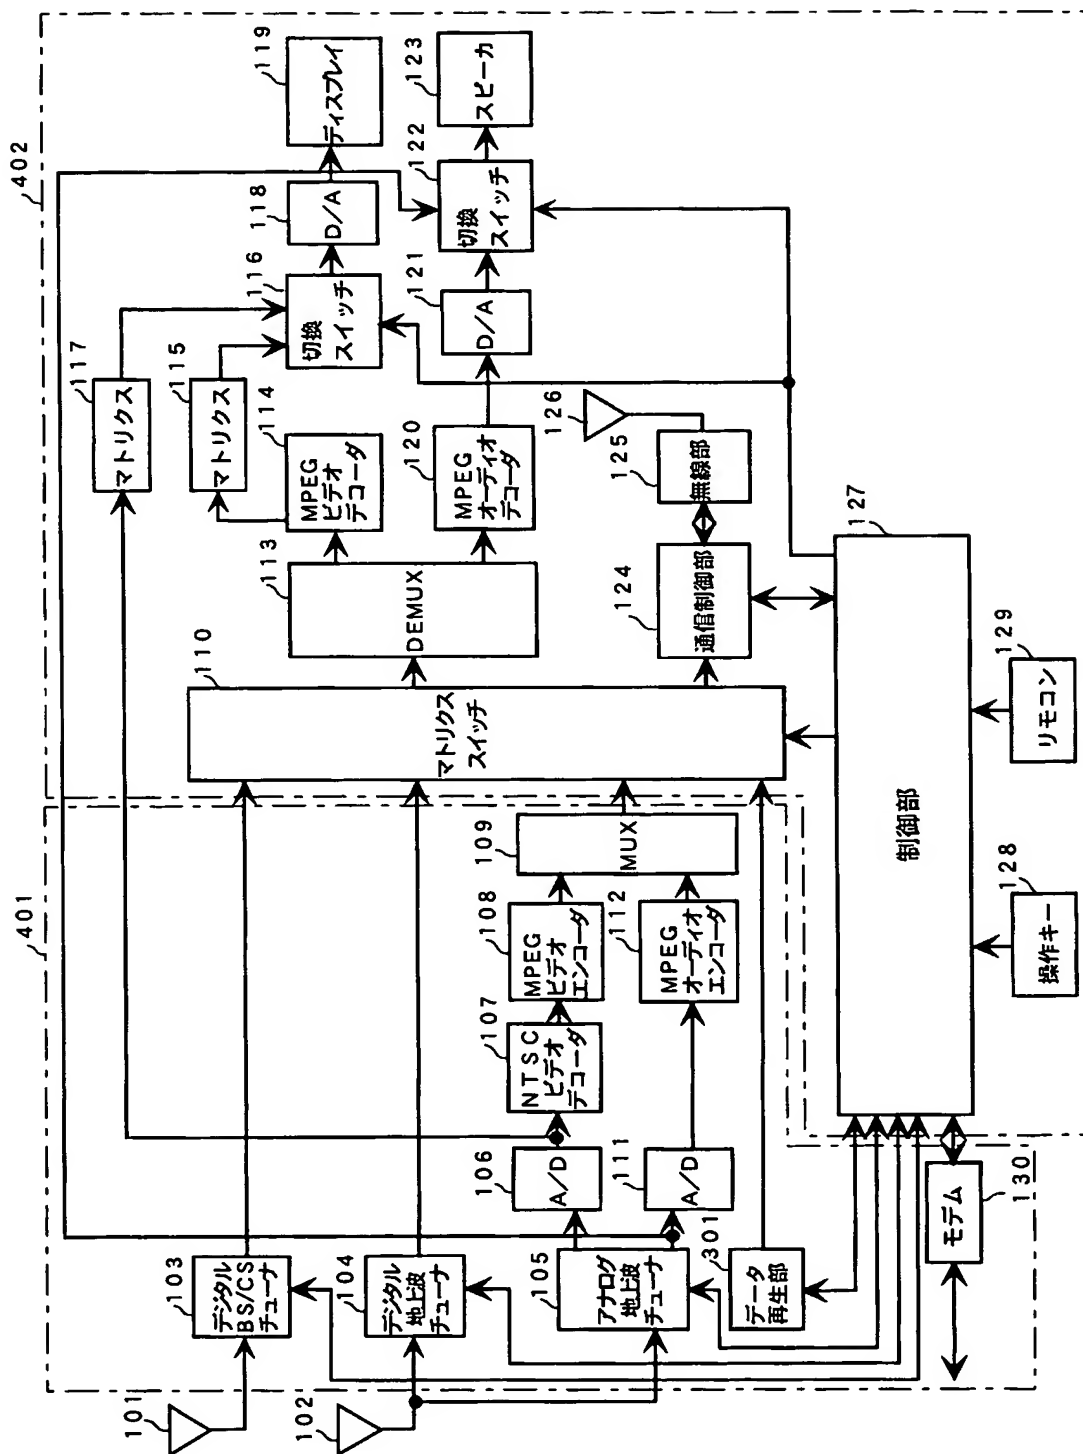 401
402
101
102
103
デジタル
BS/CS
チューナ
104
デジタル
地上波
チューナ
105
アナログ
地上波
チューナ
301
データ
再生部
106
A/D
111
A/D
107
NTSC
ビデオ
デコーダ
108
MPEG
ビデオ
エンコーダ
112
MPEG
オーディオ
エンコーダ
109
MUX
110
マトリクス
スイッチ
113
DEMUX
117
マトリクス
115
マトリクス
114
MPEG
ビデオ
デコーダ
120
MPEG
オーディオ
デコーダ
116
切換
スイッチ
118
D/A
119
ディスプレイ
121
D/A
122
切換
スイッチ
123
スピーカ
124
通信制御部
125
無線部
126
127
制御部
128
操作キー
129
リモコン
130
モデム